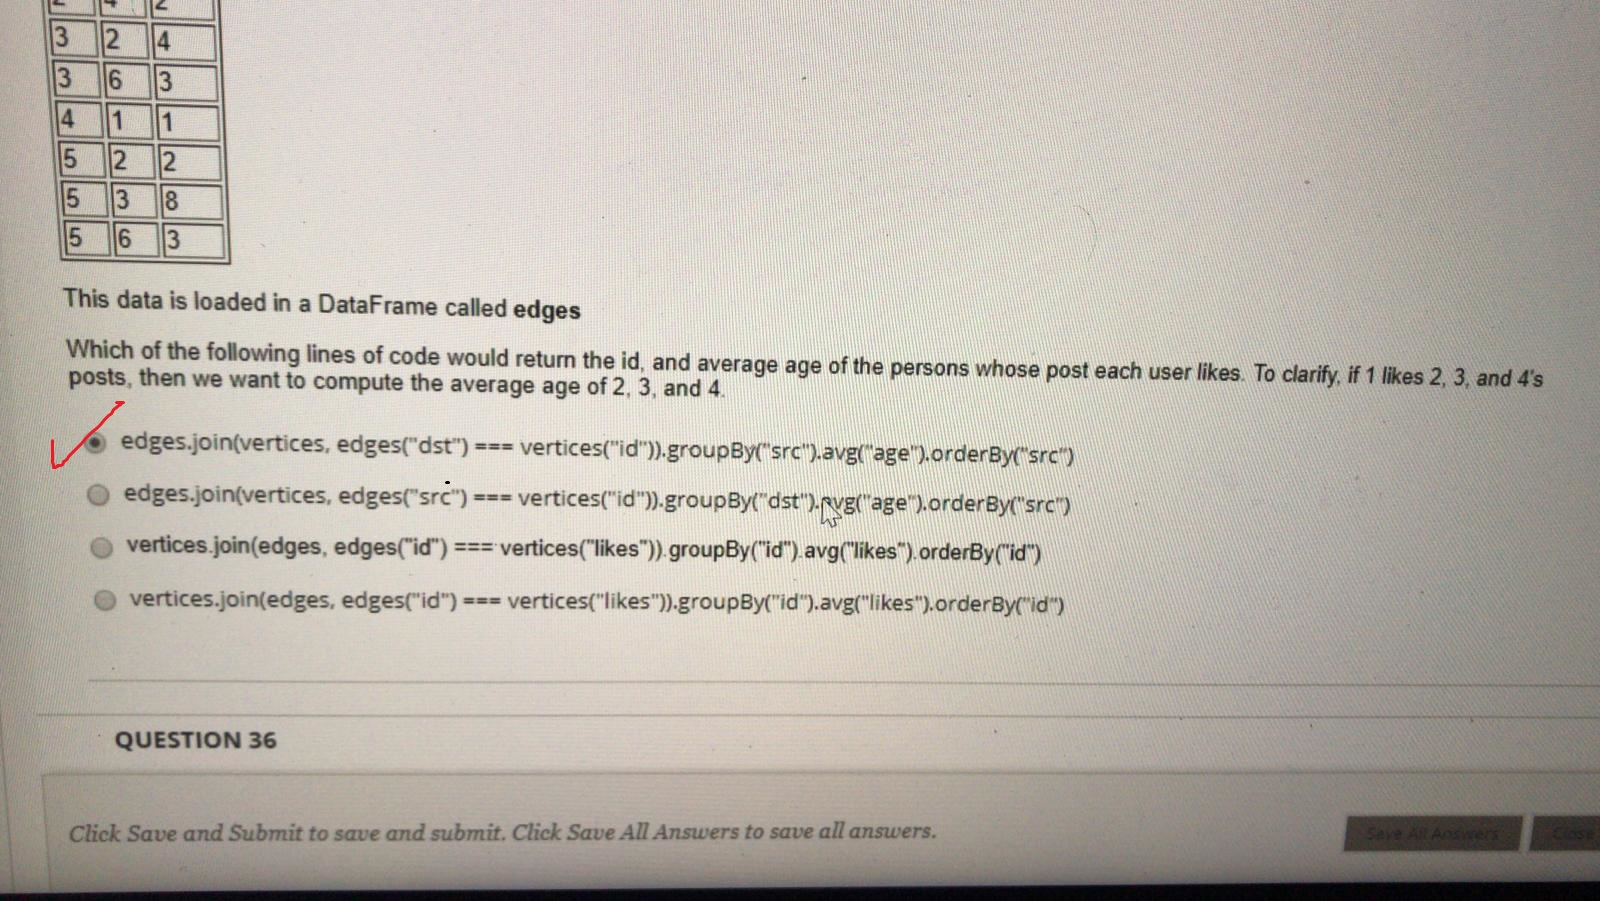 2 4 2
3 2 4
3 6 3
4 1 1
5 2 2
5 3 8
5 6 3
This data is loaded in a DataFrame called edges
Which of the following lines of code would return the id, and average age of the persons whose post each user likes. To clarify, if 1 likes 2, 3, and 4's
posts, then we want to compute the average age of 2, 3, and 4.
edges.join(vertices, edges("dst") === vertices("id")).groupBy("src").avg("age").orderBy("src")
edges.join(vertices, edges("src") === vertices("id")).groupBy("dst").avg("age").orderBy("src")
vertices.join(edges, edges("id") === vertices("likes")).groupBy("id").avg("likes").orderBy("id")
vertices.join(edges, edges("id") === vertices("likes")).groupBy("id").avg("likes").orderBy("id")
QUESTION 36
Click Save and Submit to save and submit. Click Save All Answers to save all answers.
Save All Answers
Close